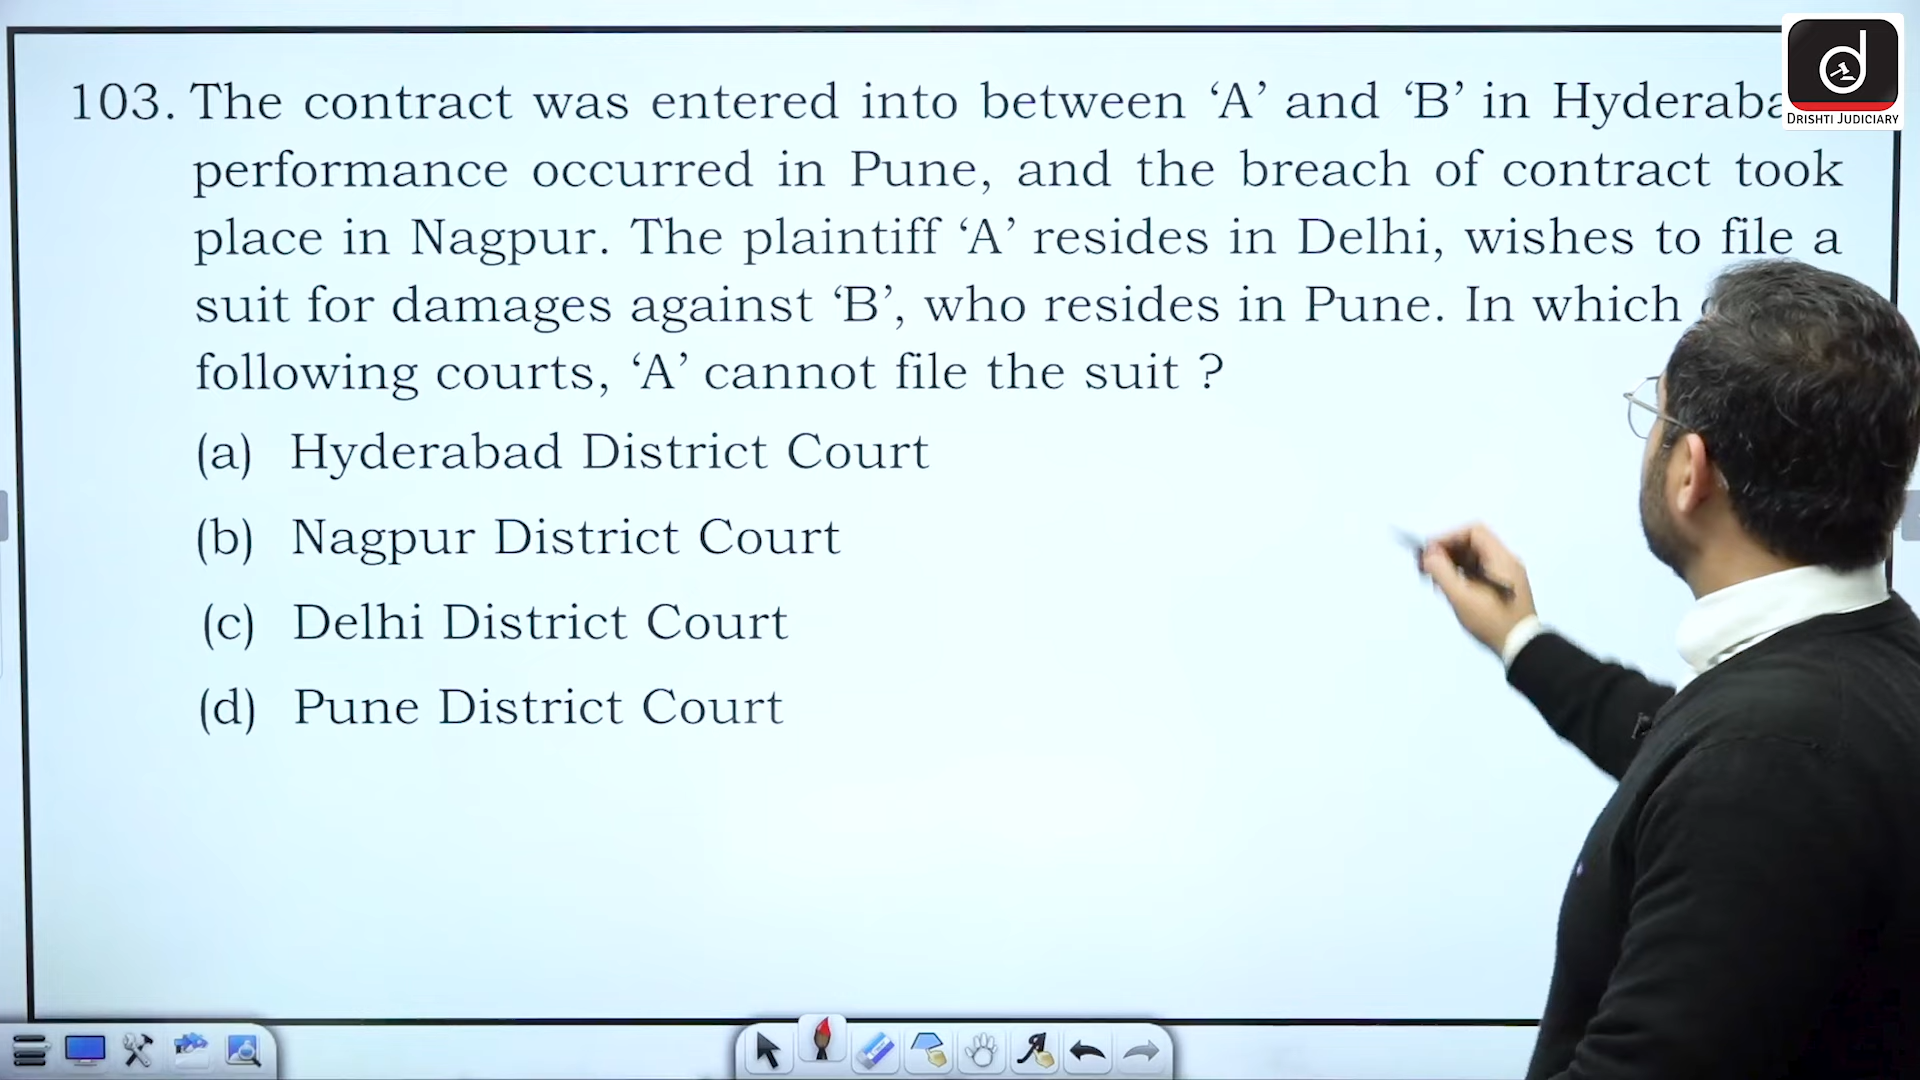 103. The contract was entered into between ‘A’ and ‘B’ in
performance occurred in Pune, and the breach of contract took
place in Nagpur. The plaintiff ‘A’ resides in Delhi, wishes to file a
suit for damages against ‘B’, who resides in Pune. In which
following courts, ‘A’ cannot file the suit ?
(a) Hyderabad District Court
(b) Nagpur District Court
(c) Delhi District Court
(d) Pune District Court
DRISHTI JUDICIARY